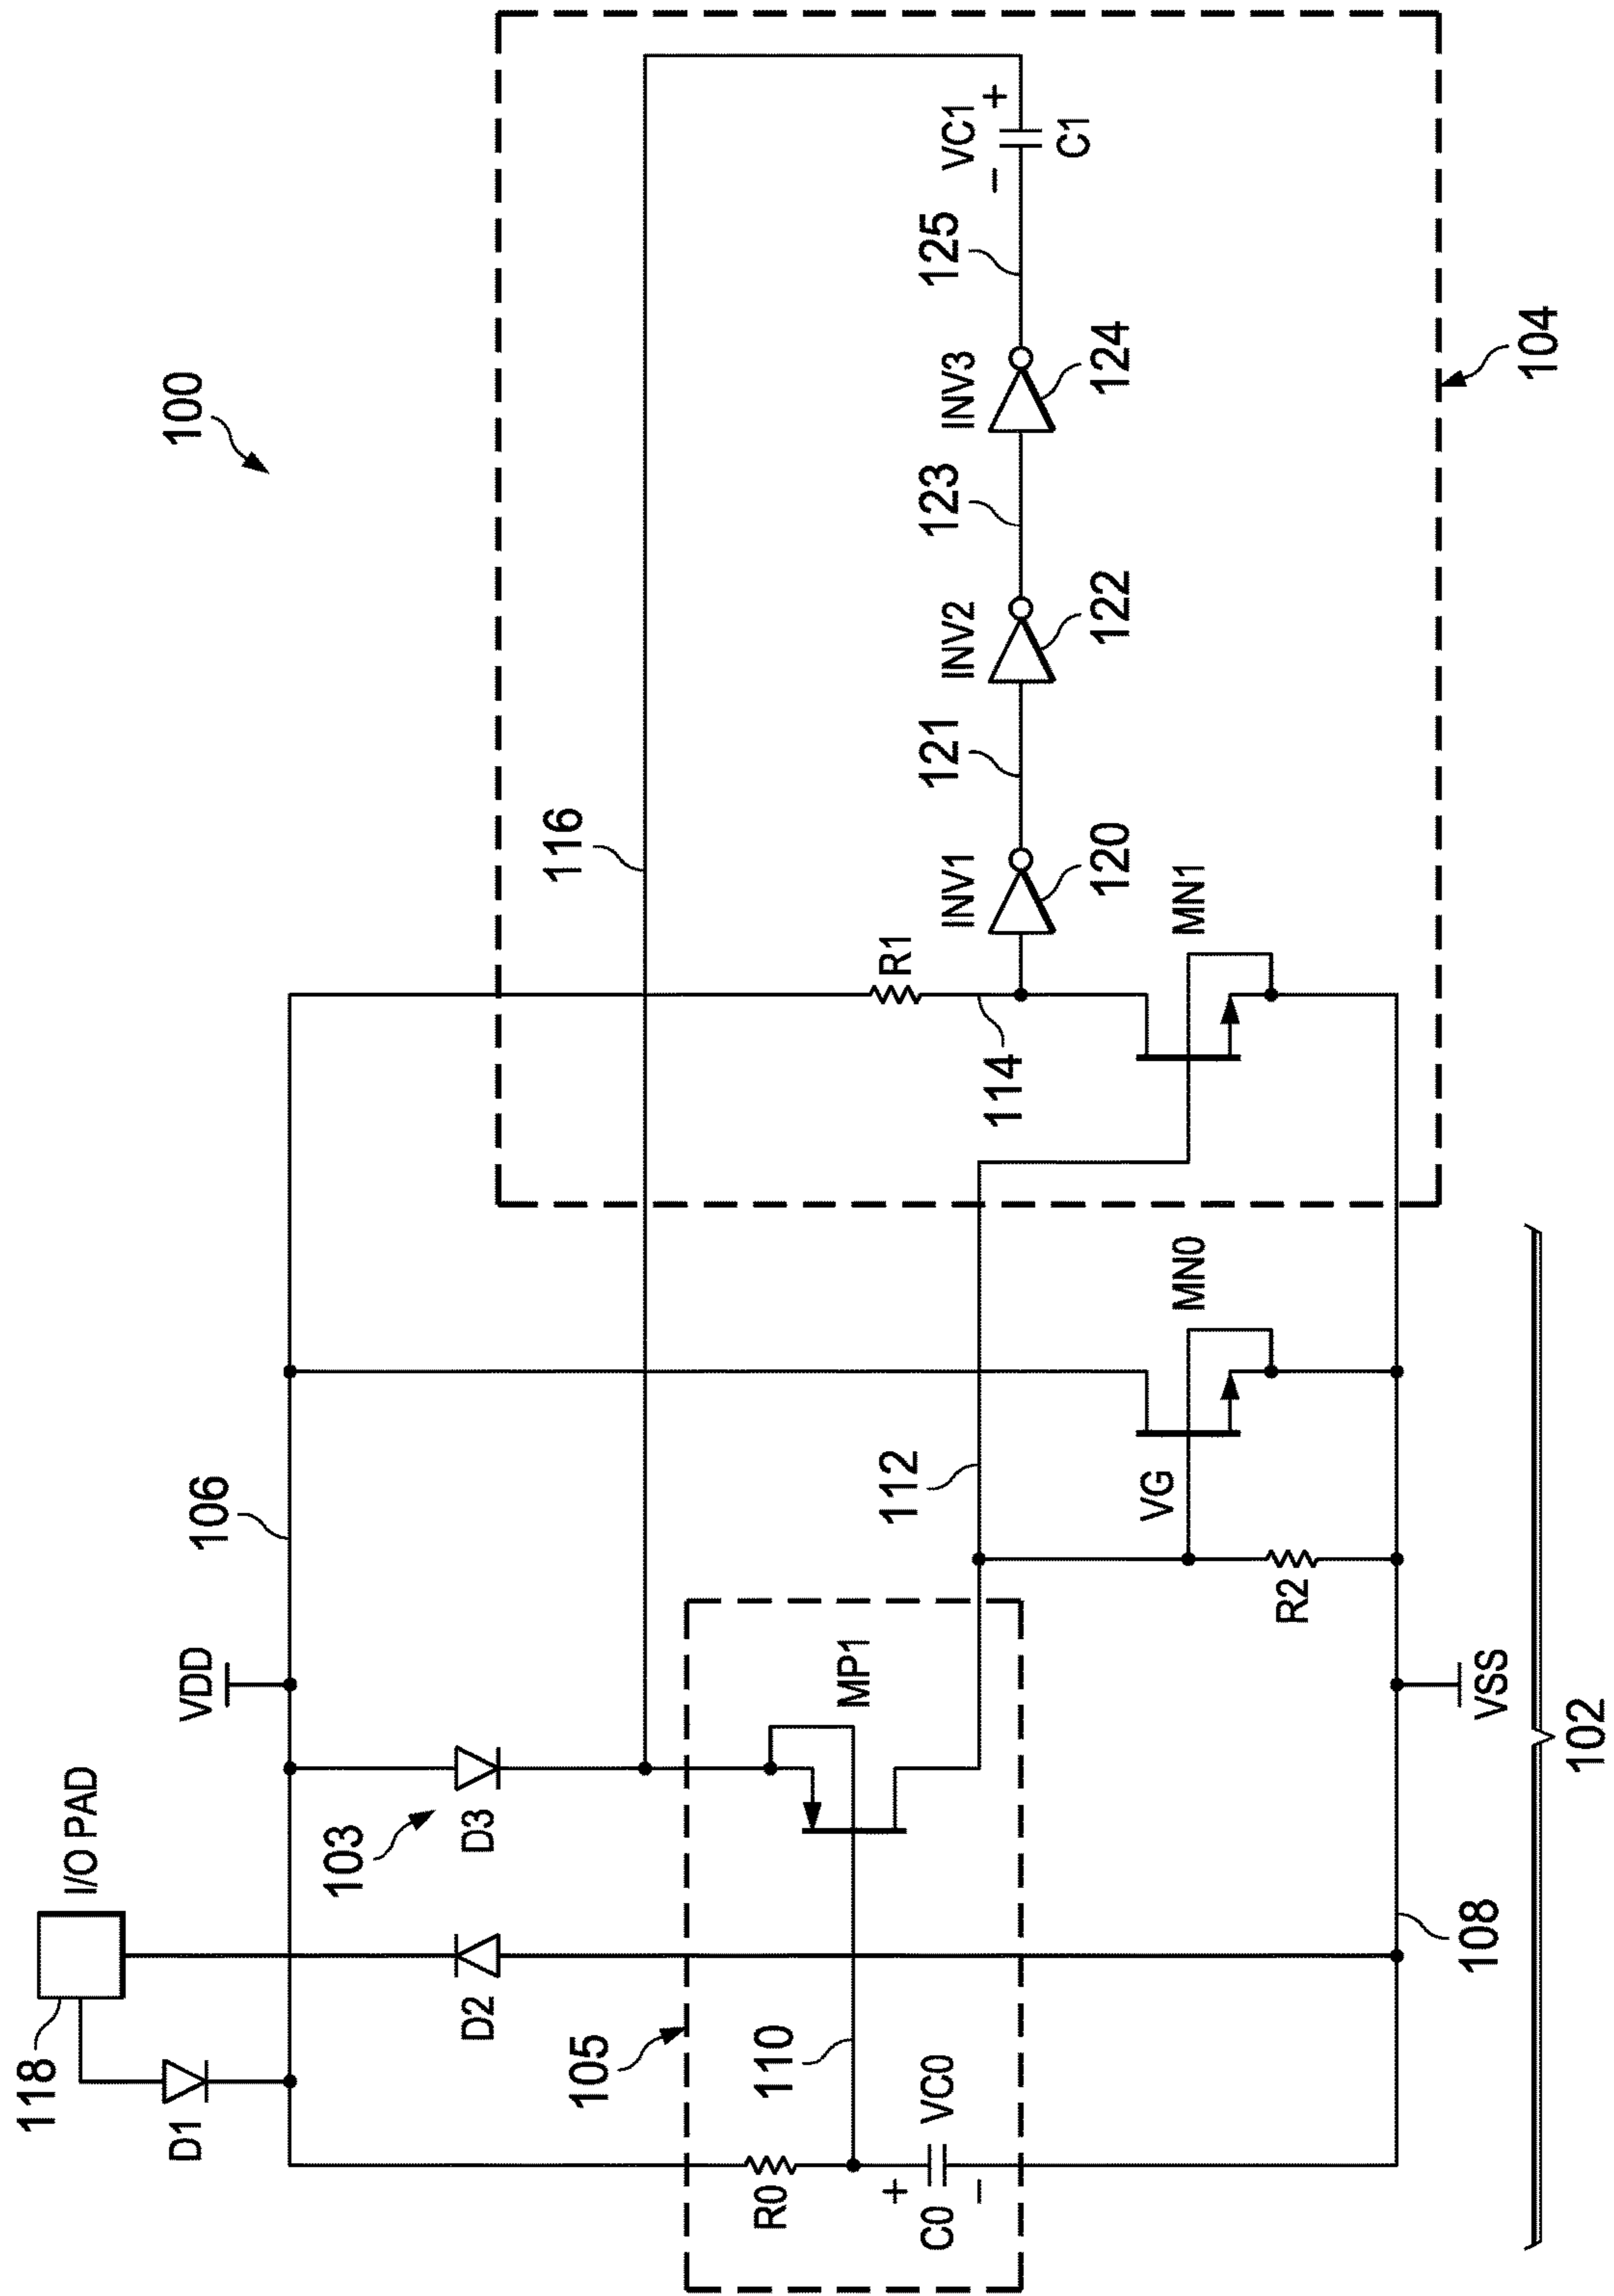 100
118
I/O PAD
D1
VDD
106
103
D3
D2
116
105
R0
110
C0
+
VC0
−
MP1
112
VG
R2
MN0
108
VSS
102
R1
114
MN1
INV1
120
121
INV2
122
123
INV3
124
125
−
VC1
+
C1
104